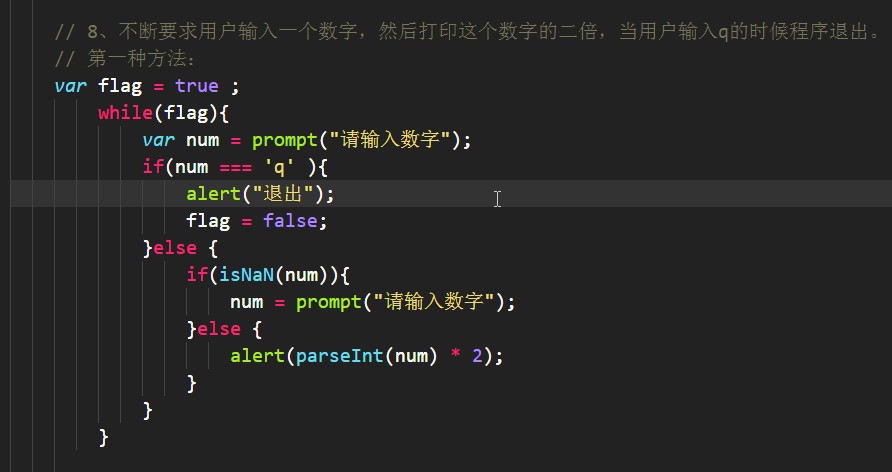 // 8、不断要求用户输入一个数字，然后打印这个数字的二倍，当用户输入q的时候程序退出。
// 第一种方法：
var flag = true ;
while(flag){
var num = prompt("请输入数字");
if(num === 'q' ){
alert("退出");
flag = false;
}else {
if(isNaN(num)){
num = prompt("请输入数字");
}else {
alert(parseInt(num) * 2);
}
}
}